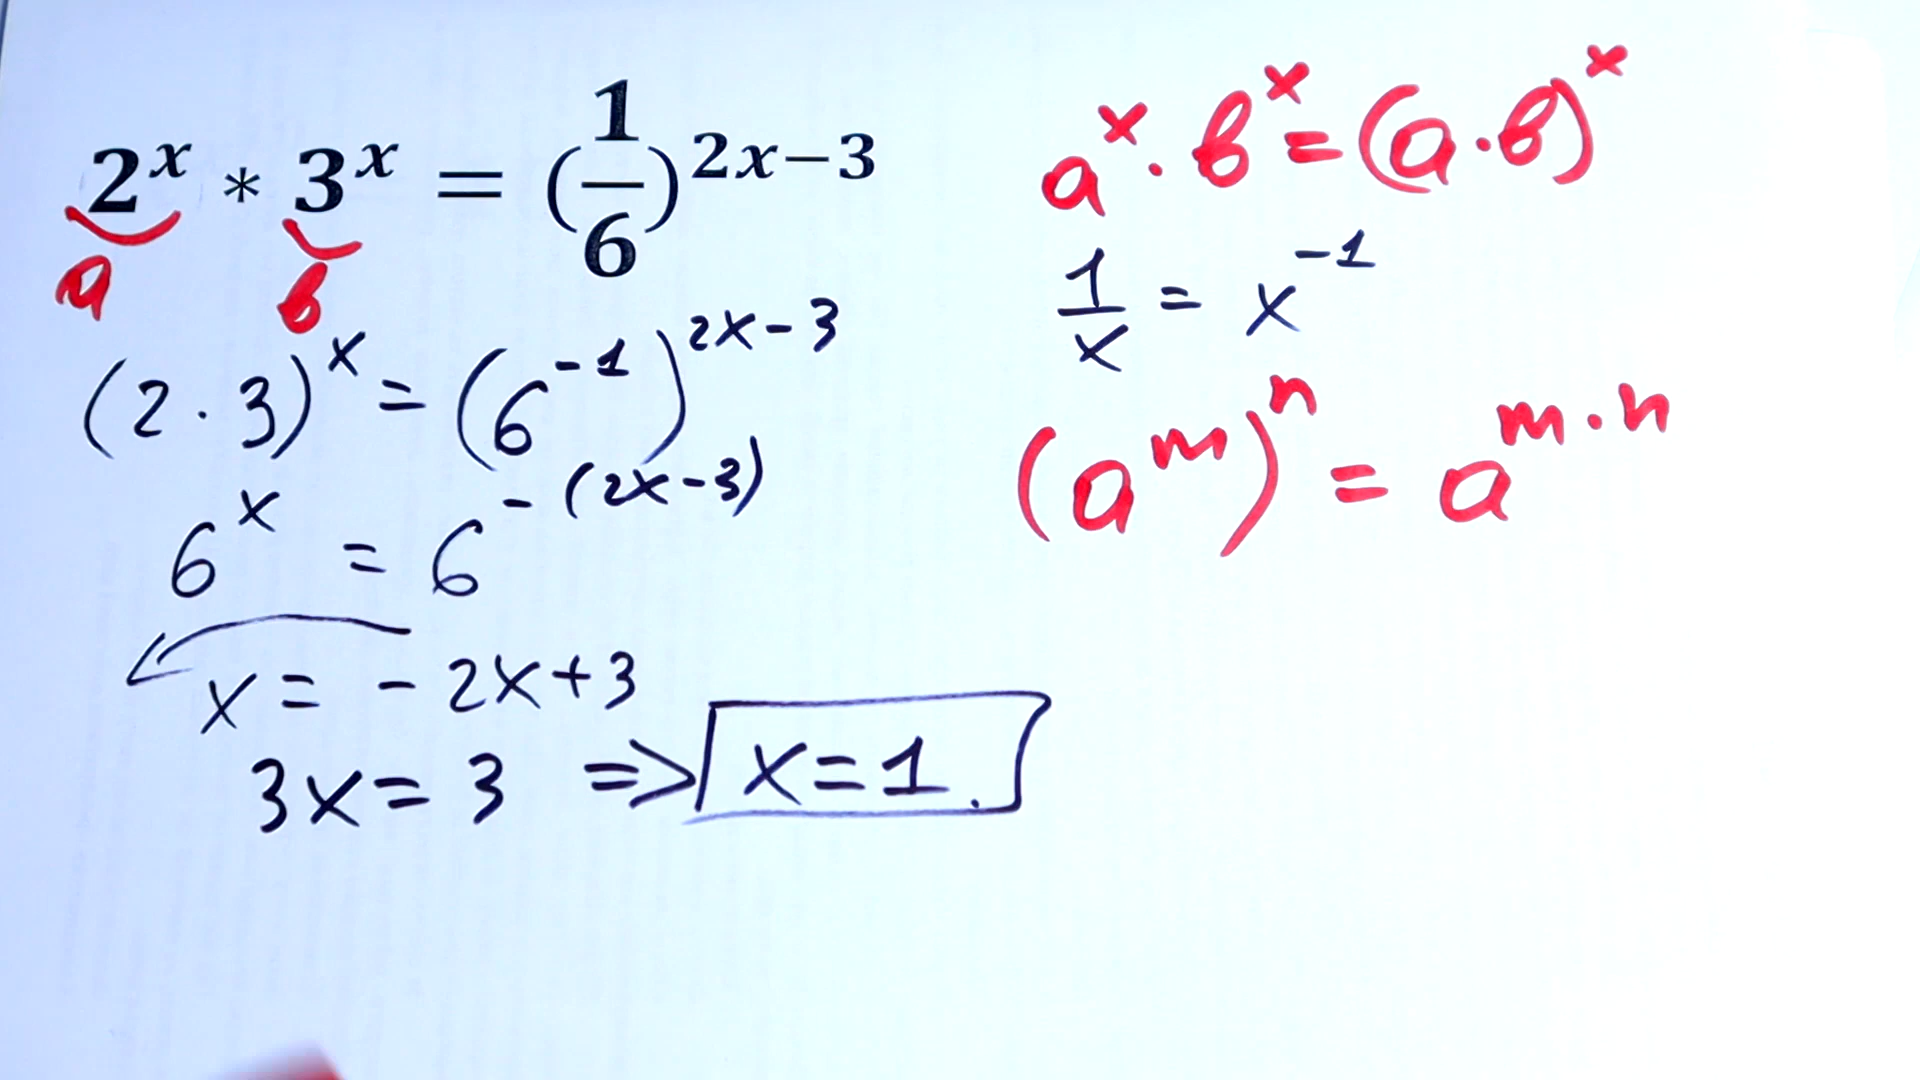 2^x * 3^x = (1/6)^{2x-3}
a b
(2 · 3)^x = (6^{-1})^{2x-3}
6^x = 6^{-(2x-3)}
x = -2x+3
3x = 3 => x=1.
a^x · b^x = (a·b)^x
1/x = x^{-1}
(a^m)^n = a^{m·n}